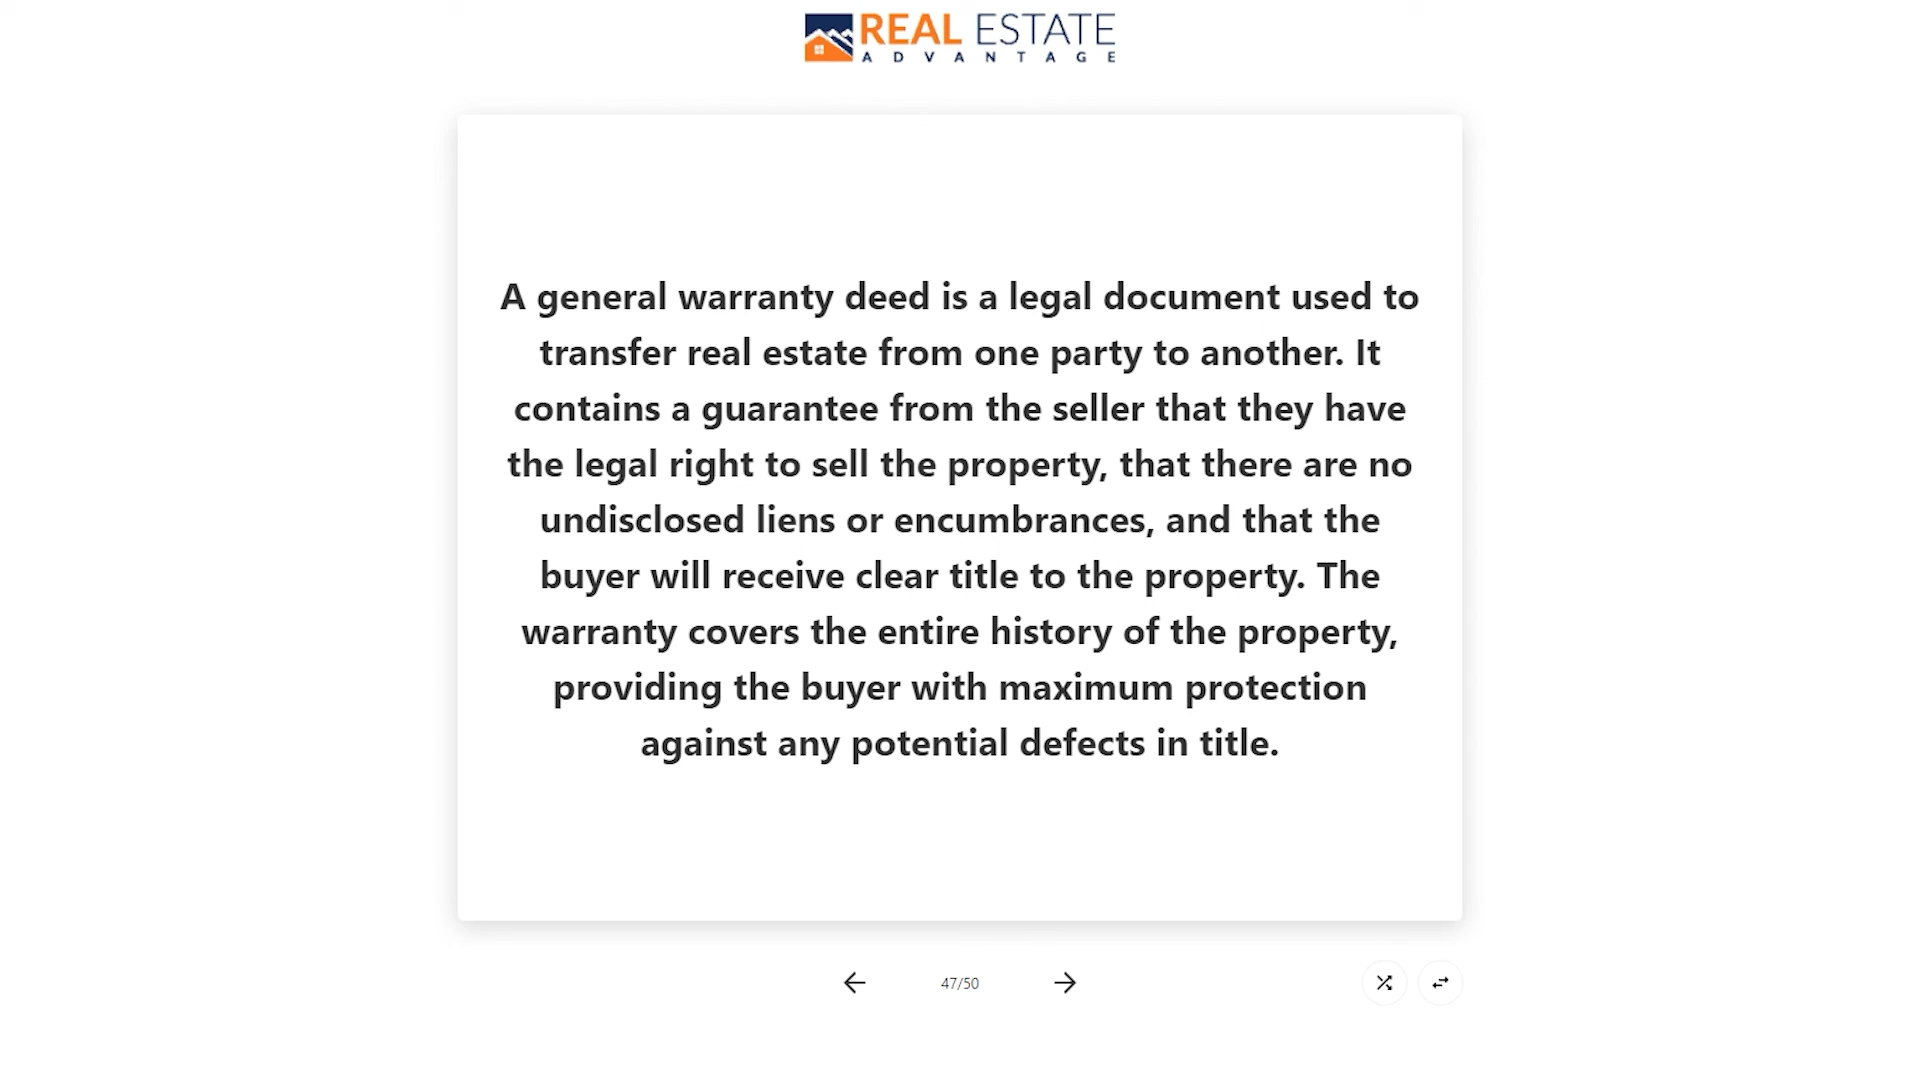 REAL ESTATE
ADVANTAGE
A general warranty deed is a legal document used to
transfer real estate from one party to another. It
contains a guarantee from the seller that they have
the legal right to sell the property, that there are no
undisclosed liens or encumbrances, and that the
buyer will receive clear title to the property. The
warranty covers the entire history of the property,
providing the buyer with maximum protection
against any potential defects in title.
47/50